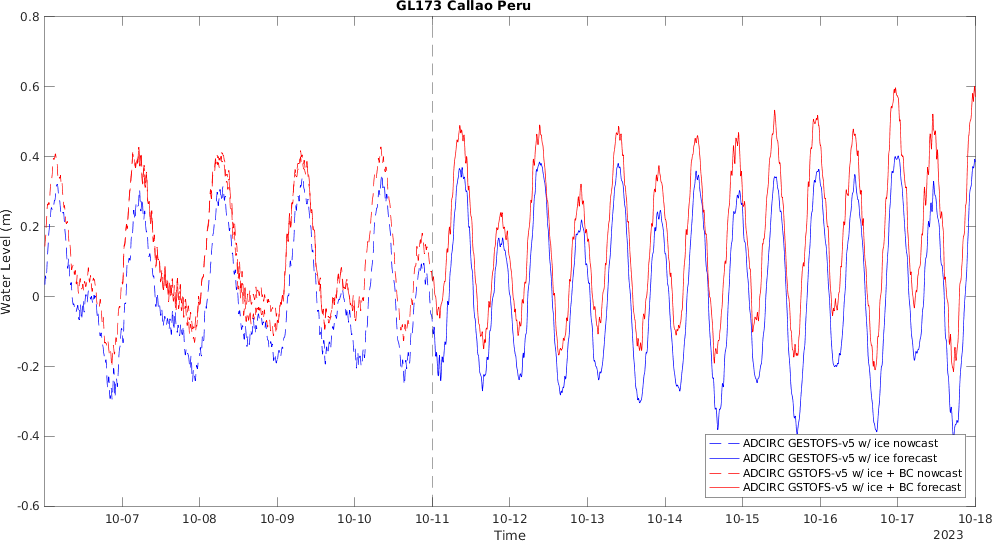 GL173 Callao Peru
0.8
0.6
0.4
0.2
0
-0.2
-0.4
-0.6
Water Level (m)
ADCIRC GESTOFS-v5 w/ ice nowcast
ADCIRC GESTOFS-v5 w/ ice forecast
ADCIRC GSTOFS-v5 w/ ice + BC nowcast
ADCIRC GSTOFS-v5 w/ ice + BC forecast
10-07 10-08 10-09 10-10 10-11 10-12 10-13 10-14 10-15 10-16 10-17 10-18
Time
2023